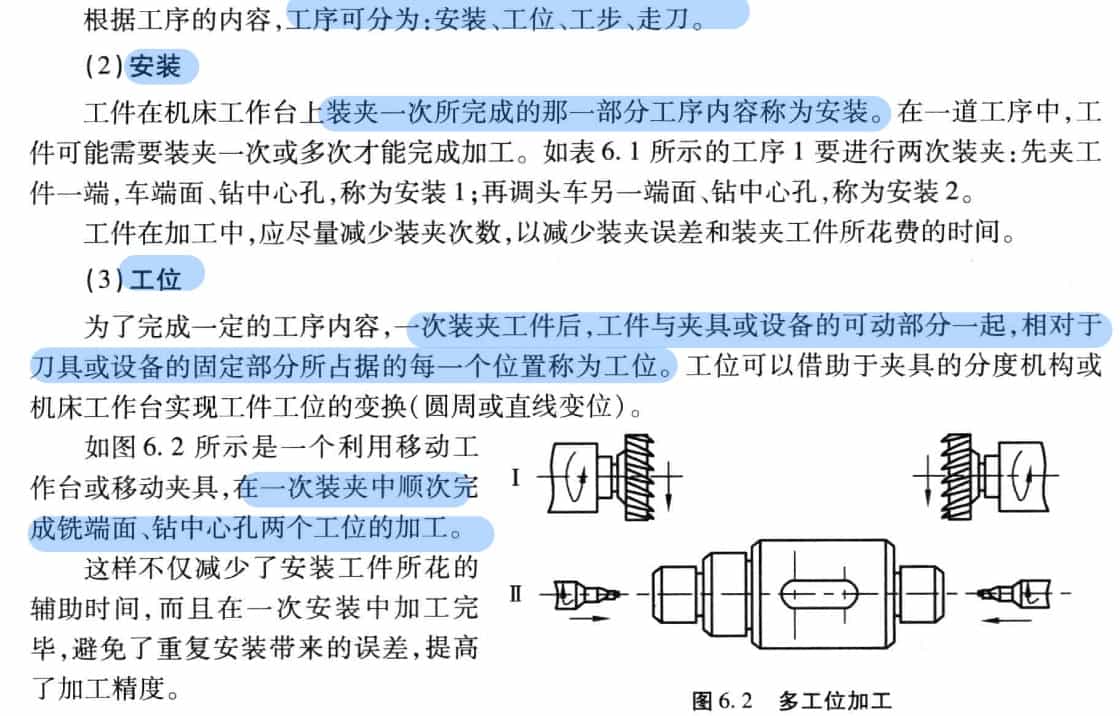 根据工序的内容,工序可分为:安装、工位、工步、走刀。
(2)安装
工件在机床工作台上装夹一次所完成的那一部分工序内容称为安装。在一道工序中,工
件可能需要装夹一次或多次才能完成加工。如表6.1所示的工序1要进行两次装夹:先夹工
件一端,车端面、钻中心孔,称为安装1;再调头车另一端面、钻中心孔,称为安装2。
工件在加工中,应尽量减少装夹次数,以减少装夹误差和装夹工件所花费的时间。
(3)工位
为了完成一定的工序内容,一次装夹工件后,工件与夹具或设备的可动部分一起,相对于
刀具或设备的固定部分所占据的每一个位置称为工位。工位可以借助于夹具的分度机构或
机床工作台实现工件工位的变换(圆周或直线变位)。
如图6.2所示是一个利用移动工
作台或移动夹具,在一次装夹中顺次完
成铣端面、钻中心孔两个工位的加工。
这样不仅减少了安装工件所花的
辅助时间,而且在一次安装中加工完
毕,避免了重复安装带来的误差,提高
了加工精度。
Ⅰ
Ⅱ
图6.2 多工位加工